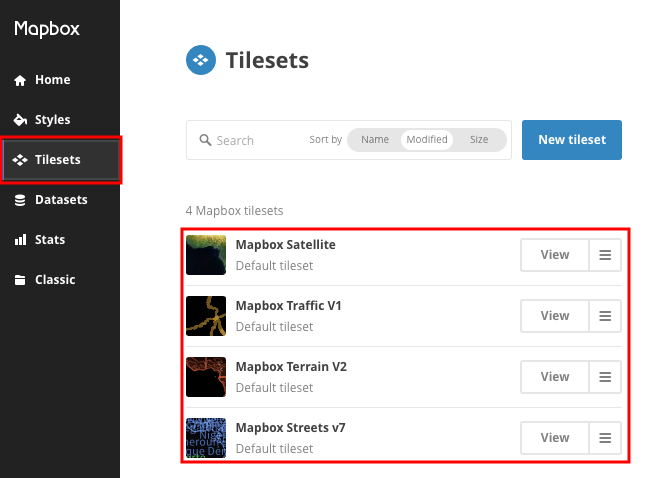 Mapbox
Home
Styles
Tilesets
Datasets
Stats
Classic
Tilesets
Search
Sort by Name Modified Size
New tileset
4 Mapbox tilesets
Mapbox Satellite
Default tileset
View
Mapbox Traffic V1
Default tileset
View
Mapbox Terrain V2
Default tileset
View
Mapbox Streets v7
Default tileset
View